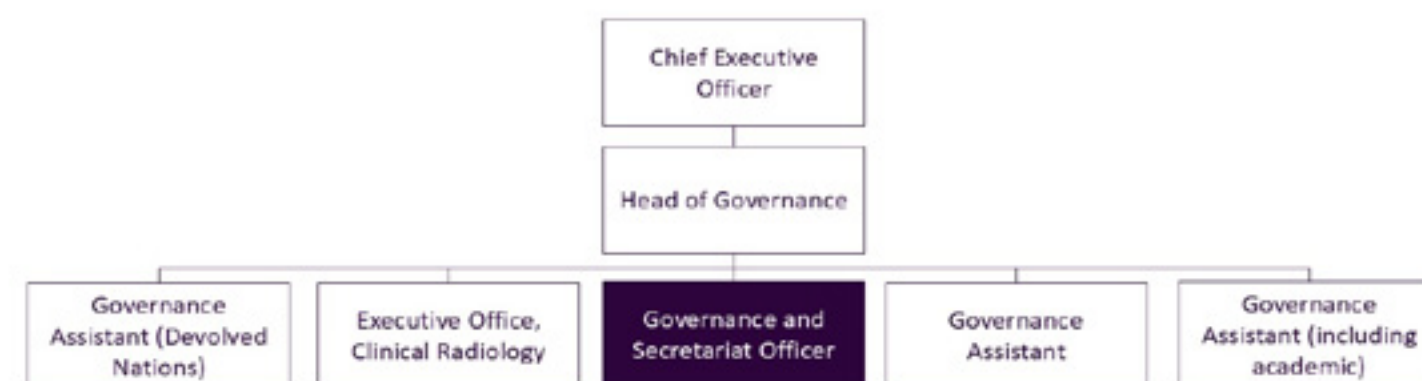 Chief Executive
Officer
Head of Governance
Governance
Assistant (Devolved
Nations)
Executive Office,
Clinical Radiology
Governance and
Secretariat Officer
Governance
Assistant
Governance
Assistant (including
academic)